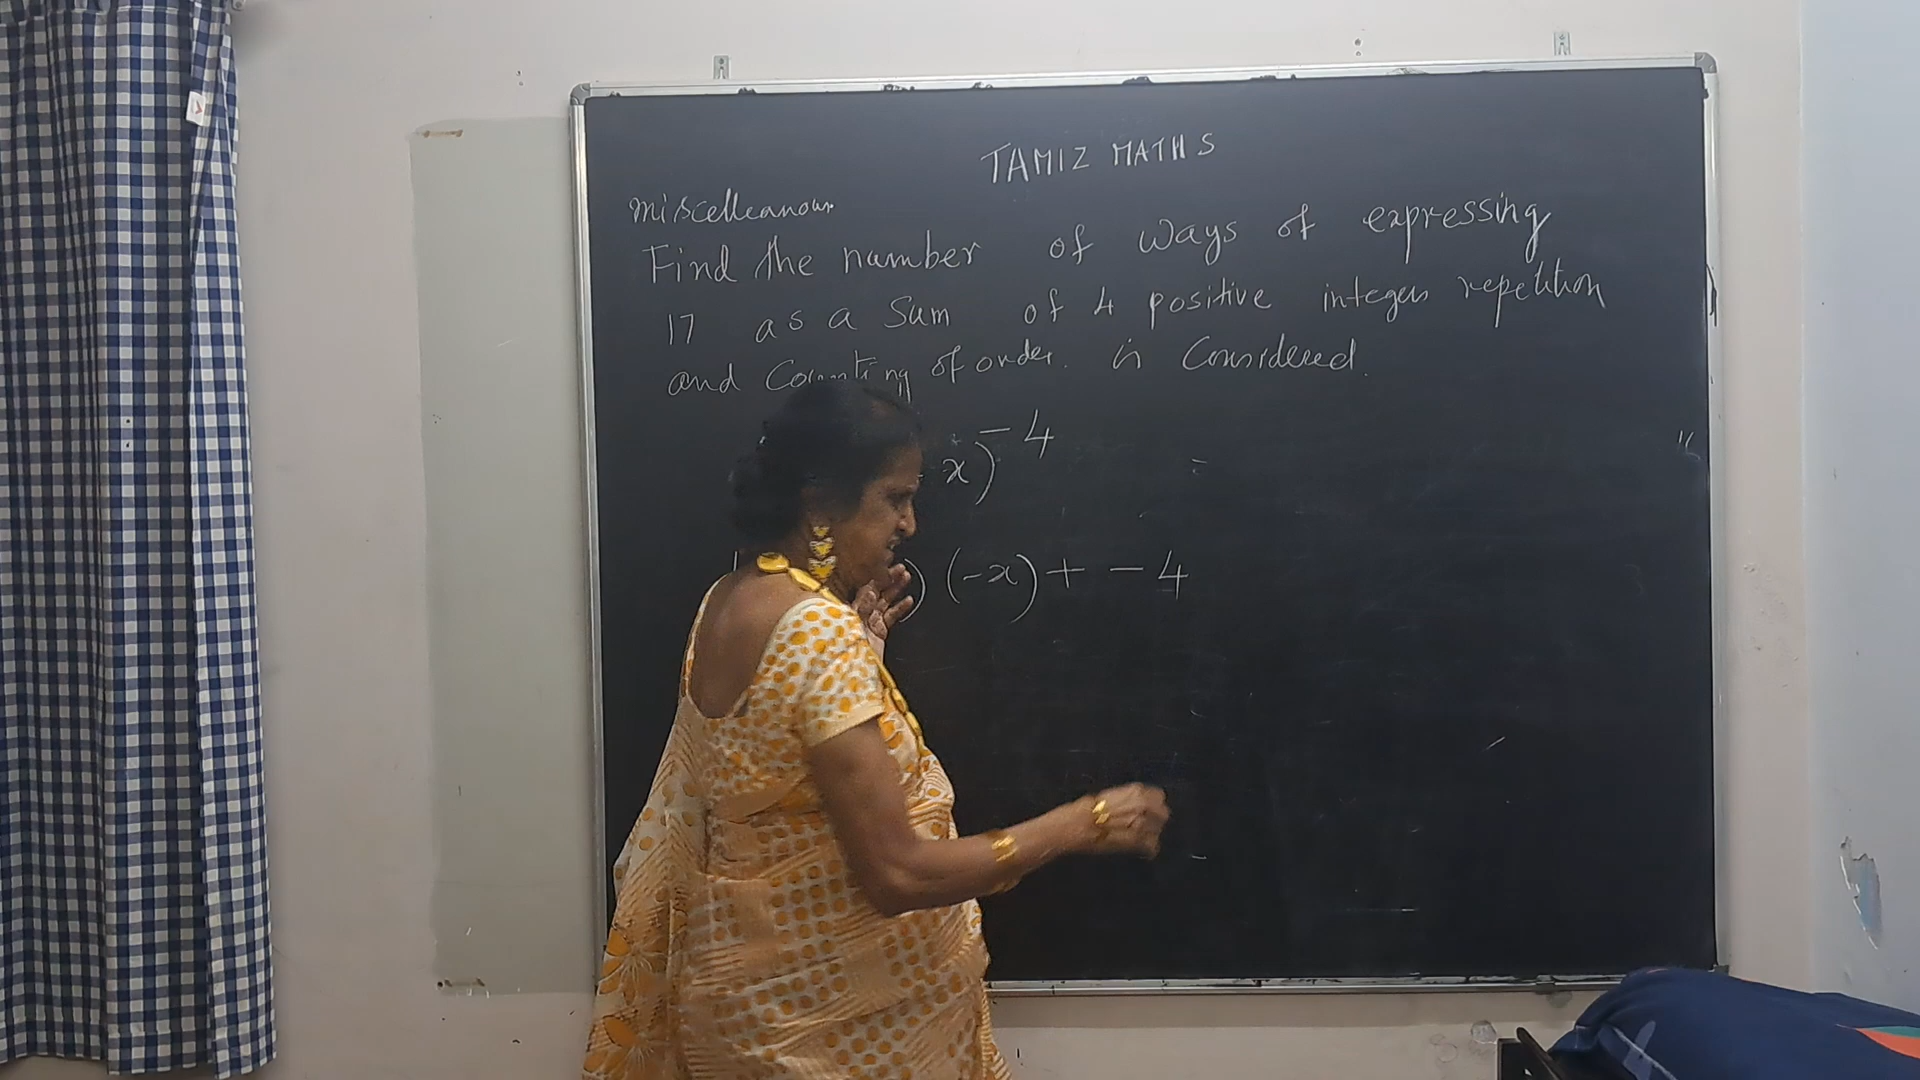 TAMIZ MATHS
miscelleanous
Find the number of ways of expressing
17 as a sum of 4 positive integers repetition
and Counting of order. is Considered.
x)⁻⁴ =
) (-x) + -4